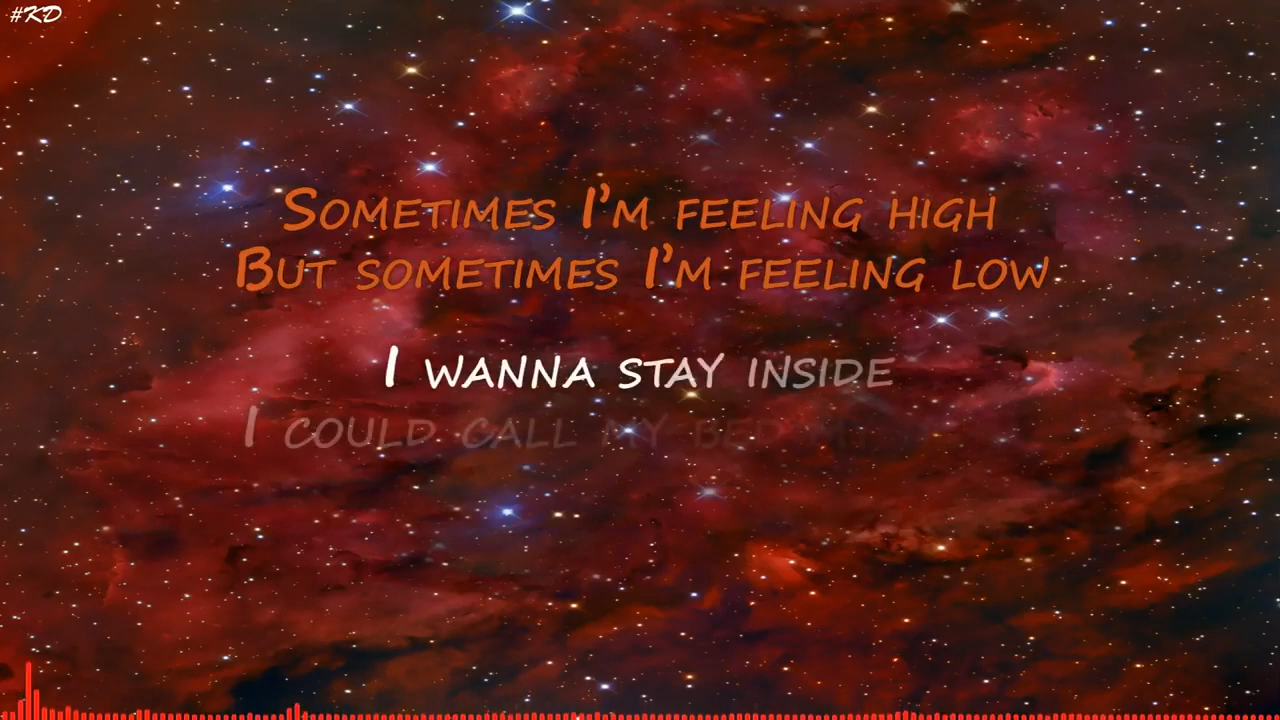 #KD
Sometimes I'm feeling high
But sometimes I'm feeling low
I wanna stay inside
I could call my bed